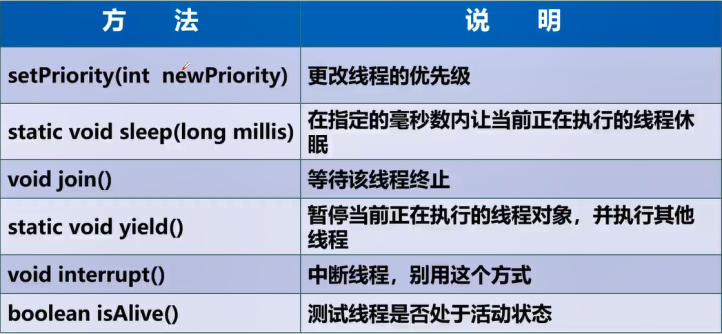 方 法
说 明
setPriority(int newPriority)
更改线程的优先级
static void sleep(long millis)
在指定的毫秒数内让当前正在执行的线程休
眠
void join()
等待该线程终止
static void yield()
暂停当前正在执行的线程对象，并执行其他
线程
void interrupt()
中断线程，别用这个方式
boolean isAlive()
测试线程是否处于活动状态